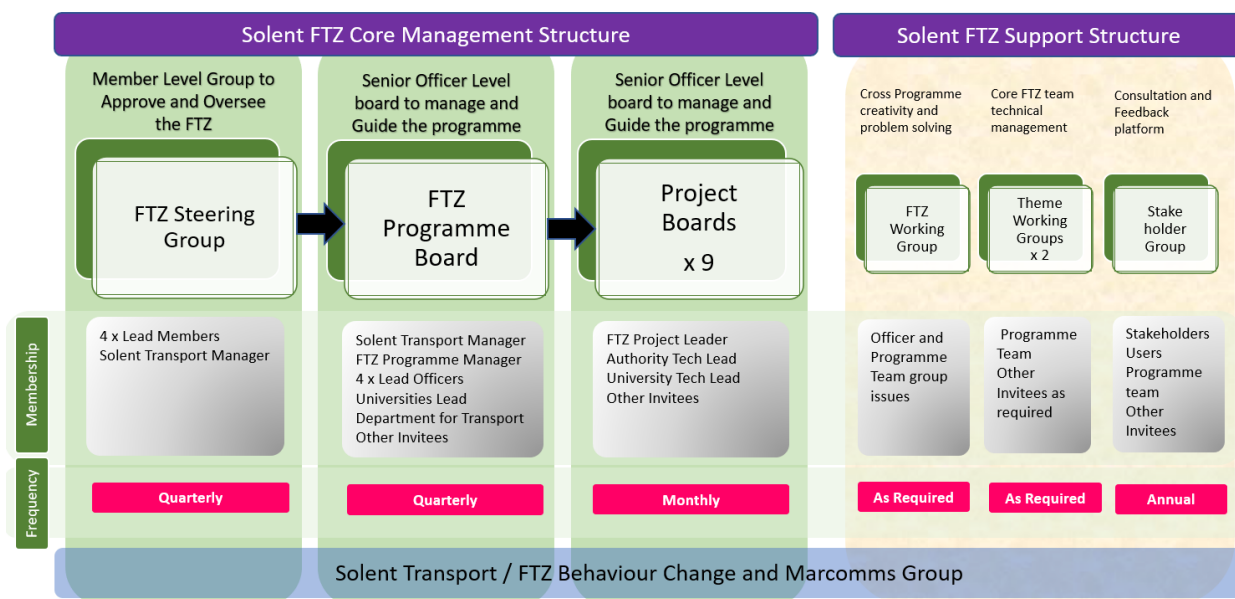 Solent FTZ Core Management Structure
Solent FTZ Support Structure
Member Level Group to
Approve and Oversee
the FTZ
Senior Officer Level
board to manage and
Guide the programme
Senior Officer Level
board to manage and
Guide the programme
Cross Programme
creativity and
problem solving
Core FTZ team
technical
management
Consultation and
Feedback
platform
FTZ Steering
Group
FTZ
Programme
Board
Project
Boards
x 9
FTZ
Working
Group
Theme
Working
Groups
x 2
Stake
holder
Group
Membership
4 x Lead Members
Solent Transport Manager
Solent Transport Manager
FTZ Programme Manager
4 x Lead Officers
Universities Lead
Department for Transport
Other Invitees
FTZ Project Leader
Authority Tech Lead
University Tech Lead
Other Invitees
Officer and
Programme
Team group
issues
Programme
Team
Other
Invitees as
required
Stakeholders
Users
Programme
team
Other
Invitees
Frequency
Quarterly
Quarterly
Monthly
As Required
As Required
Annual
Solent Transport / FTZ Behaviour Change and Marcomms Group